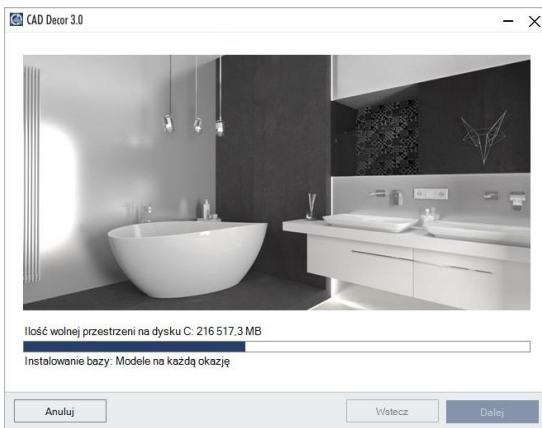 CAD Decor 3.0
Ilość wolnej przestrzeni na dysku C: 216 517,3 MB
Instalowanie bazy: Modele na każdą okazję
Anuluj
Wstecz
Dalej